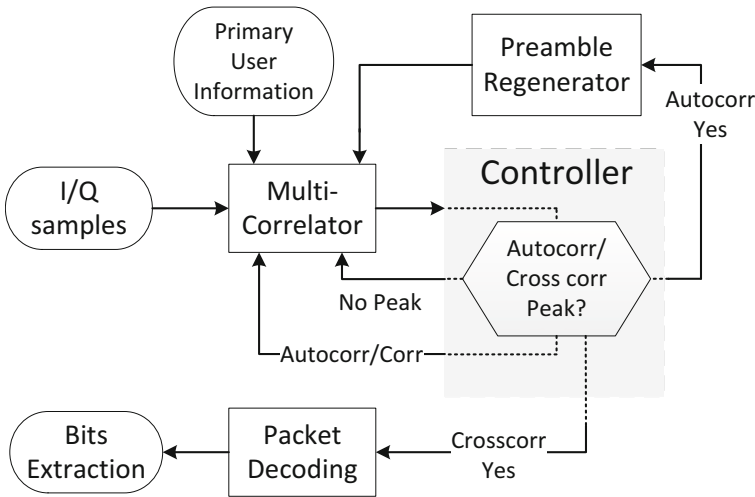 Primary
User
Information
Preamble
Regenerator
Autocorr
Yes
I/Q
samples
Multi-
Correlator
Controller
Autocorr/
Cross corr
Peak?
No Peak
Autocorr/Corr
Bits
Extraction
Packet
Decoding
Crosscorr
Yes